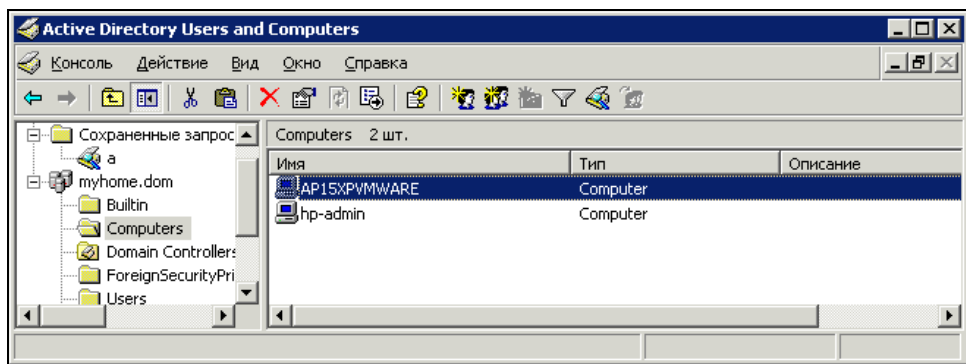 Active Directory Users and Computers
Консоль Действие Вид Окно Справка
Сохраненные запрос
a
myhome.dom
Builtin
Computers
Domain Controllers
ForeignSecurityPri
Users
Computers 2 шт.
Имя Тип Описание
AP15XPVMWARE Computer
hp-admin Computer